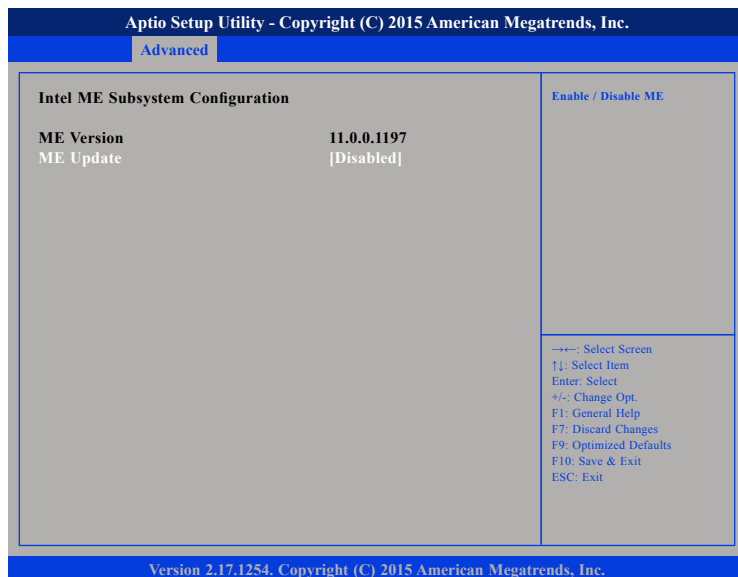 Aptio Setup Utility - Copyright (C) 2015 American Megatrends, Inc.
Advanced
Intel ME Subsystem Configuration
ME Version 11.0.0.1197
ME Update [Disabled]
Enable / Disable ME
→←: Select Screen
↑↓: Select Item
Enter: Select
+/-: Change Opt.
F1: General Help
F7: Discard Changes
F9: Optimized Defaults
F10: Save & Exit
ESC: Exit
Version 2.17.1254. Copyright (C) 2015 American Megatrends, Inc.